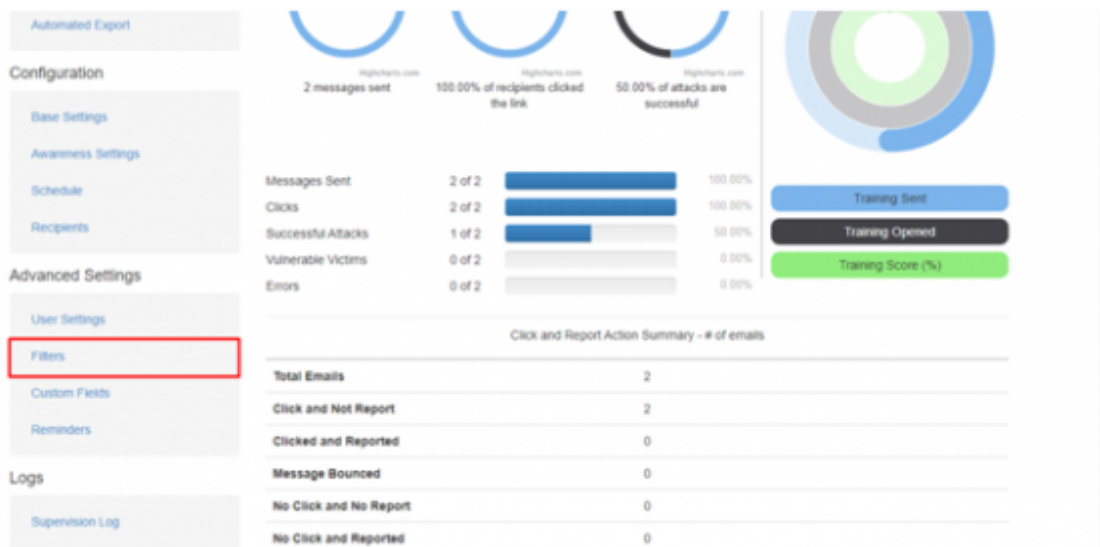 Automated Export
Configuration
Base Settings
Awareness Settings
Schedule
Recipients
Advanced Settings
User Settings
Filters
Custom Fields
Reminders
Logs
Supervision Log
Highcharts.com
2 messages sent
Highcharts.com
100.00% of recipients clicked
the link
Highcharts.com
50.00% of attacks are
successful
Messages Sent 2 of 2 100.00%
Clicks 2 of 2 100.00%
Successful Attacks 1 of 2 50.00%
Vulnerable Victims 0 of 2 0.00%
Errors 0 of 2 0.00%
Training Sent
Training Opened
Training Score (%)
Click and Report Action Summary - # of emails
Total Emails 2
Click and Not Report 2
Clicked and Reported 0
Message Bounced 0
No Click and No Report 0
No Click and Reported 0